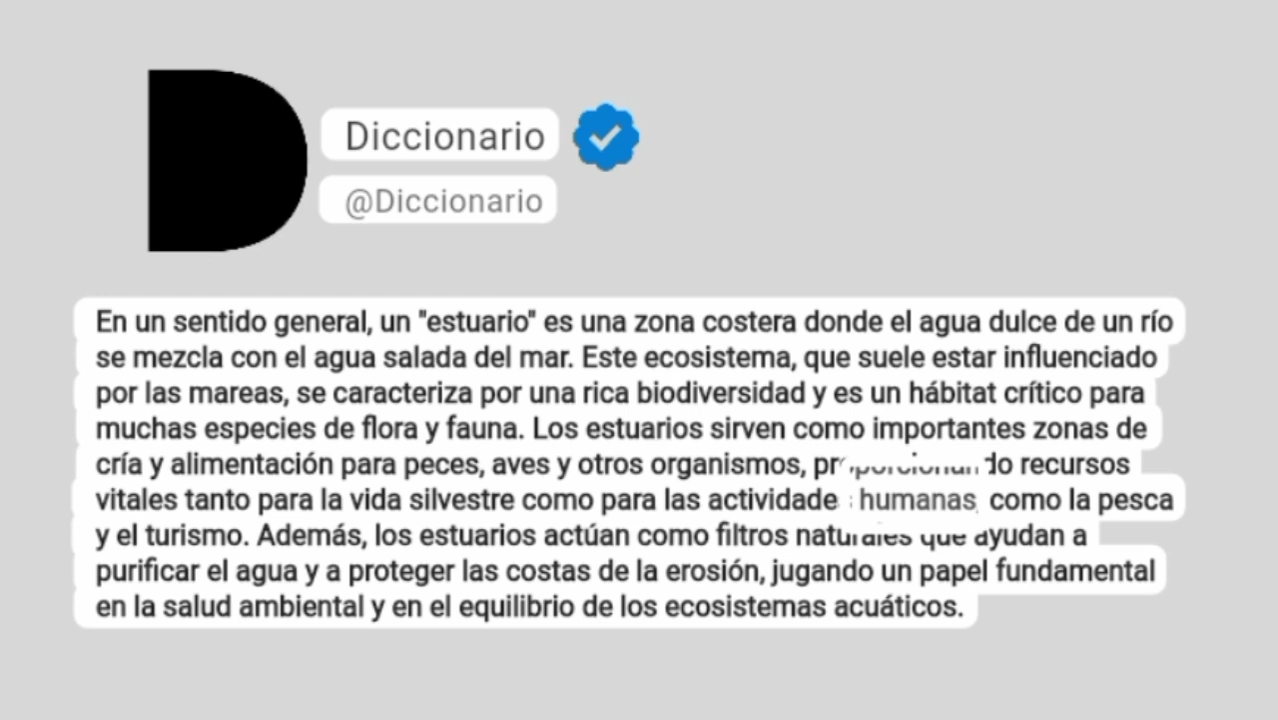 Diccionario
@Diccionario
En un sentido general, un "estuario" es una zona costera donde el agua dulce de un río
se mezcla con el agua salada del mar. Este ecosistema, que suele estar influenciado
por las mareas, se caracteriza por una rica biodiversidad y es un hábitat crítico para
muchas especies de flora y fauna. Los estuarios sirven como importantes zonas de
cría y alimentación para peces, aves y otros organismos, proporcionando recursos
vitales tanto para la vida silvestre como para las actividade humanas, como la pesca
y el turismo. Además, los estuarios actúan como filtros naturales que ayudan a
purificar el agua y a proteger las costas de la erosión, jugando un papel fundamental
en la salud ambiental y en el equilibrio de los ecosistemas acuáticos.